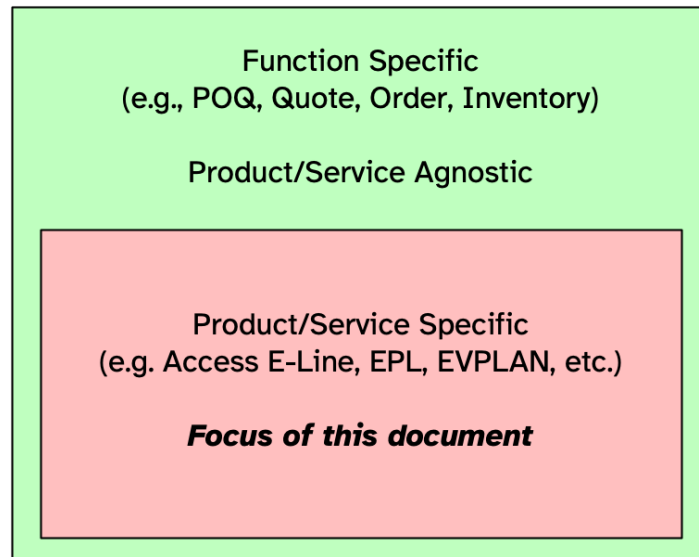 Function Specific
(e.g., POQ, Quote, Order, Inventory)
Product/Service Agnostic
Product/Service Specific
(e.g. Access E-Line, EPL, EVPLAN, etc.)
Focus of this document